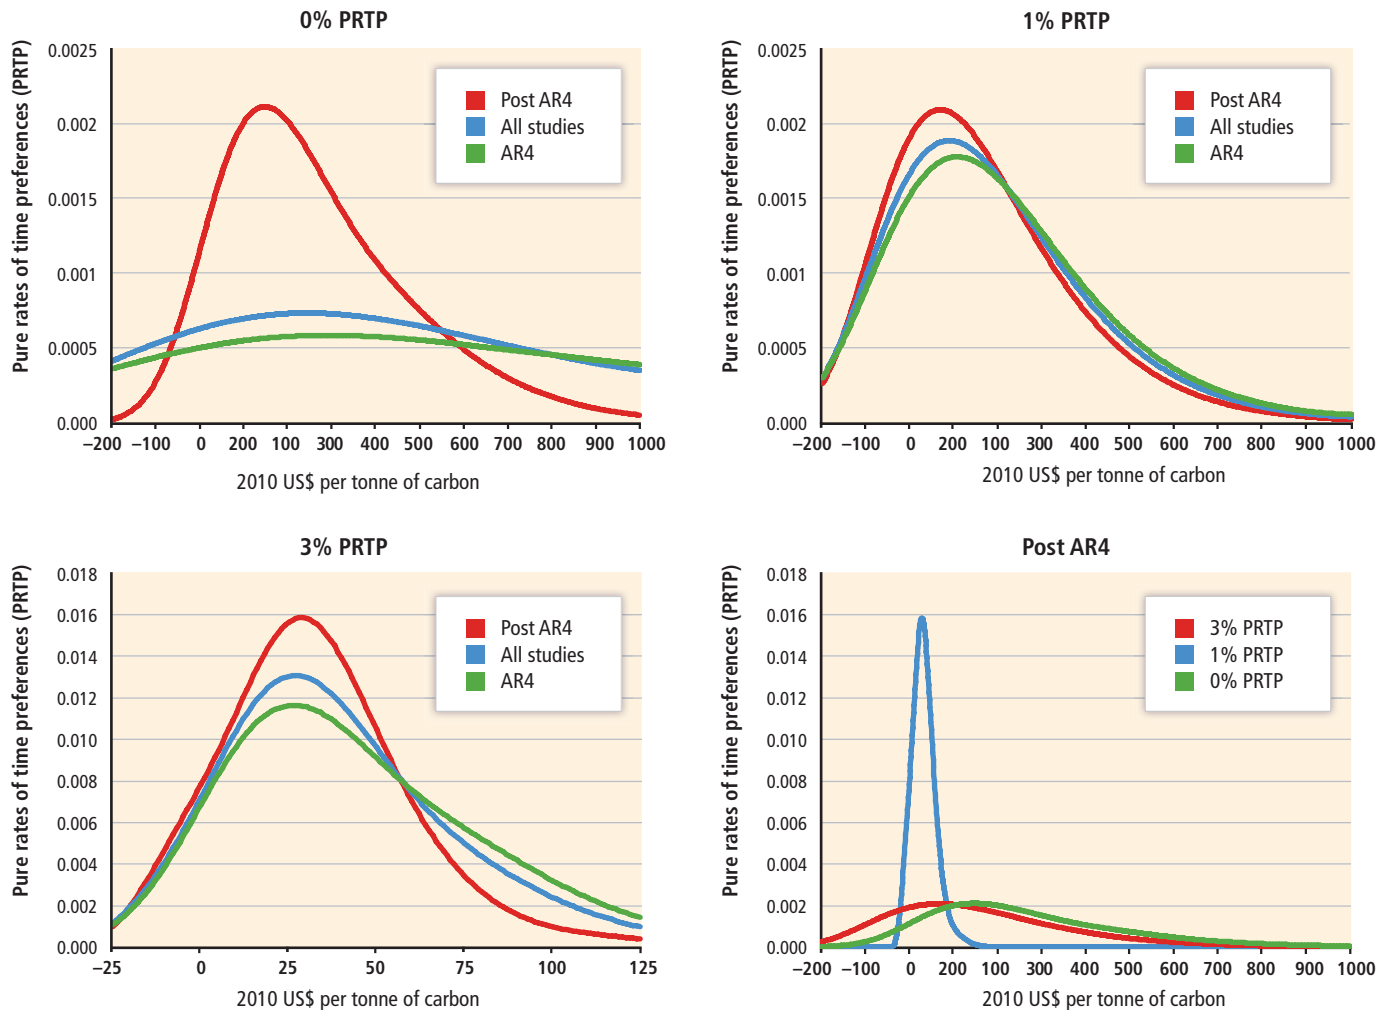 0% PRTP
Pure rates of time preferences (PRTP)
0.0025
0.002
0.0015
0.001
0.0005
0.000
Post AR4
All studies
AR4
–200 –100 0 200 100 300 400 500 600 700 800 900 1000
2010 US$ per tonne of carbon
1% PRTP
Pure rates of time preferences (PRTP)
0.0025
0.002
0.0015
0.001
0.0005
0.000
Post AR4
All studies
AR4
–200 –100 0 200 100 300 400 500 600 700 800 900 1000
2010 US$ per tonne of carbon
3% PRTP
Pure rates of time preferences (PRTP)
0.018
0.016
0.014
0.012
0.010
0.008
0.006
0.004
0.002
0.000
Post AR4
All studies
AR4
–25 0 25 50 75 100 125
2010 US$ per tonne of carbon
Post AR4
Pure rates of time preferences (PRTP)
0.018
0.016
0.014
0.012
0.010
0.008
0.006
0.004
0.002
0.000
3% PRTP
1% PRTP
0% PRTP
–200 –100 0 200 100 300 400 500 600 700 800 900 1000
2010 US$ per tonne of carbon